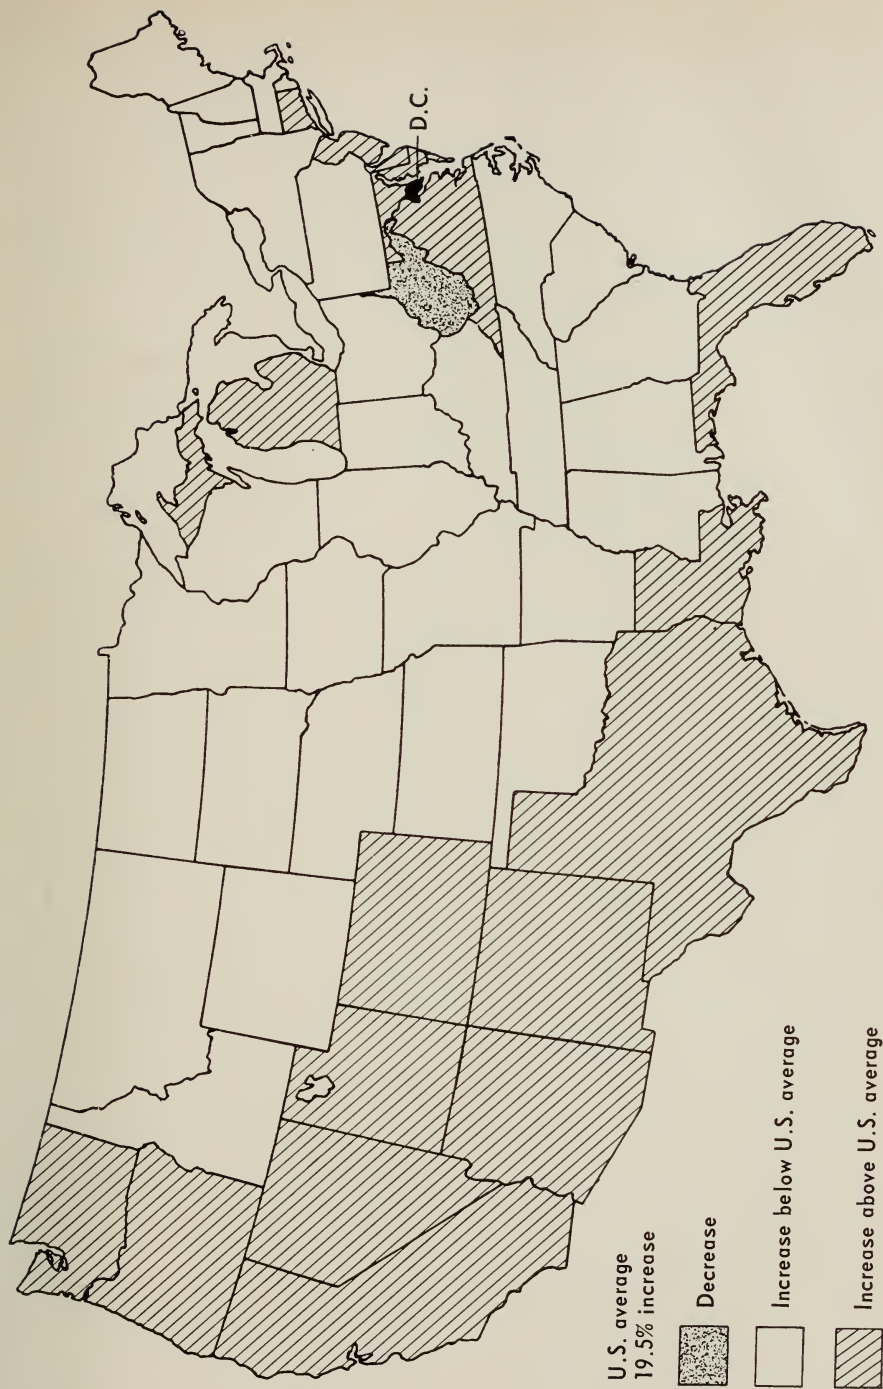 D.C.
U.S. average
19.5% increase
Decrease
Increase below U.S. average
Increase above U.S. average